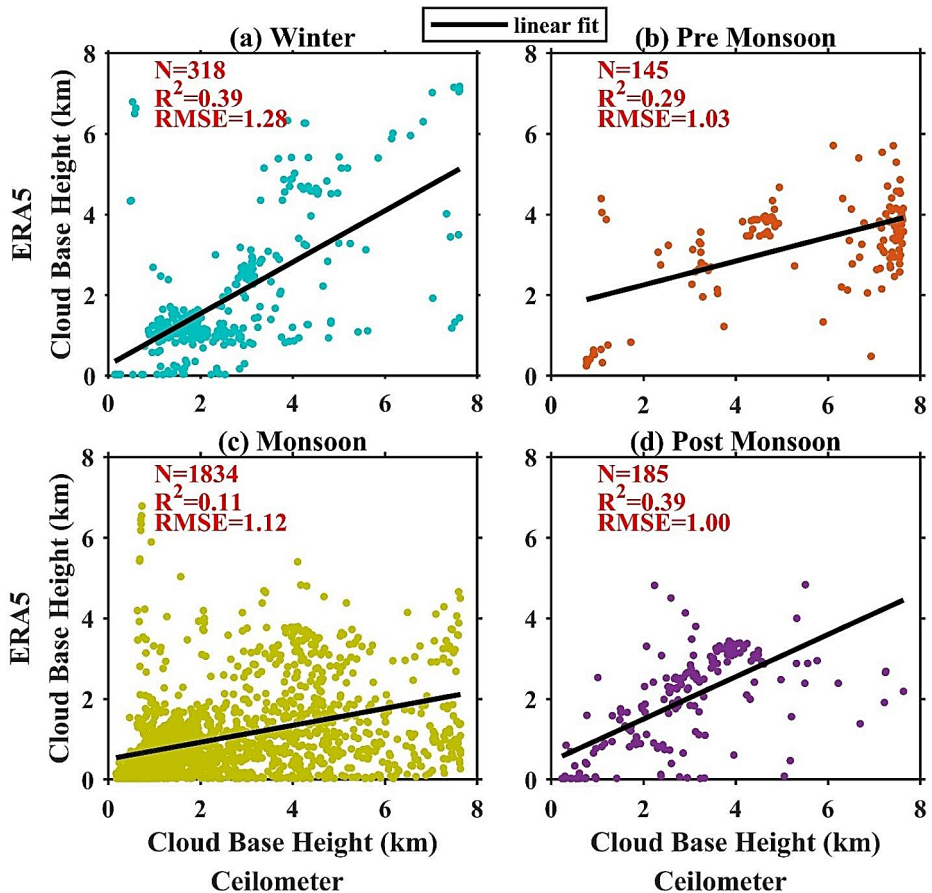 linear fit
(a) Winter
N=318
R²=0.39
RMSE=1.28
ERA5
Cloud Base Height (km)
8
6
4
2
0
0
2
4
6
8
(b) Pre Monsoon
N=145
R²=0.29
RMSE=1.03
8
6
4
2
0
0
2
4
6
8
(c) Monsoon
N=1834
R²=0.11
RMSE=1.12
ERA5
Cloud Base Height (km)
8
6
4
2
0
0
2
4
6
8
Cloud Base Height (km)
Ceilometer
(d) Post Monsoon
N=185
R²=0.39
RMSE=1.00
8
6
4
2
0
0
2
4
6
8
Cloud Base Height (km)
Ceilometer